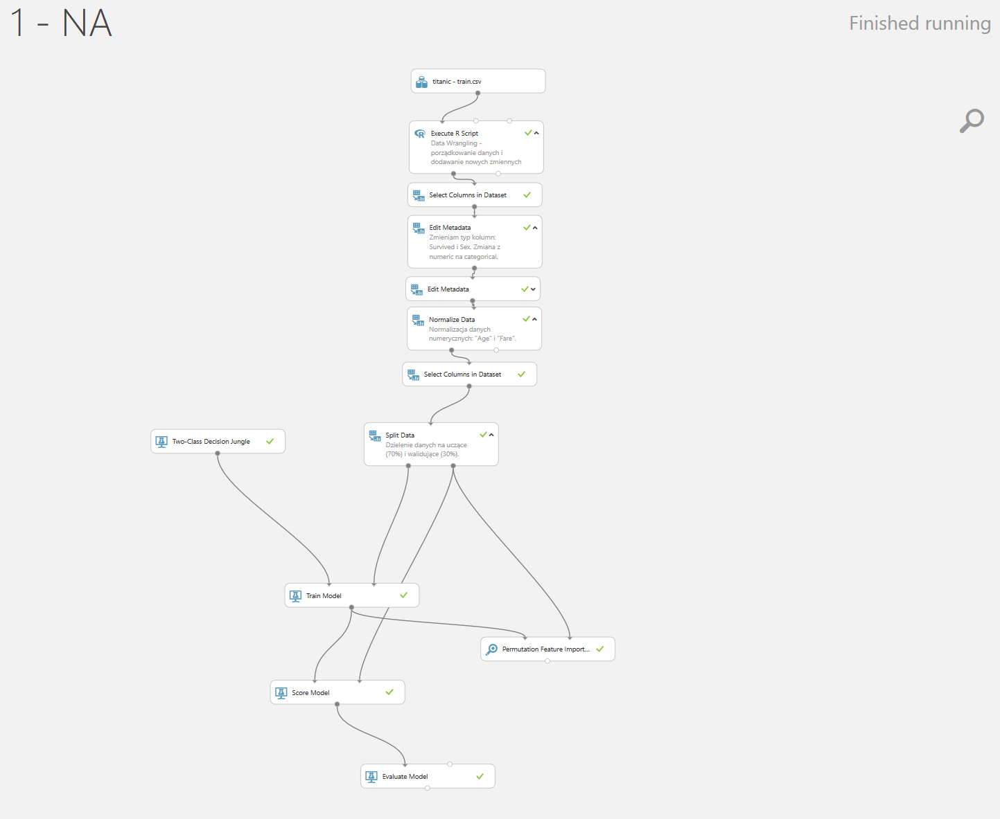 1 - NA
Finished running
titanic - train.csv
Execute R Script
Data Wrangling -
porządkowanie danych i
dodawanie nowych zmiennych
Select Columns in Dataset
Edit Metadata
Zmieniam typ kolumn:
Survived i Sex. Zmiana z
numeric na categorical.
Edit Metadata
Normalize Data
Normalizacja danych
numerycznych: "Age" i "Fare".
Select Columns in Dataset
Two-Class Decision Jungle
Split Data
Dzielenie danych na uczące
(70%) i walidujące (30%).
Train Model
Permutation Feature Import...
Score Model
Evaluate Model